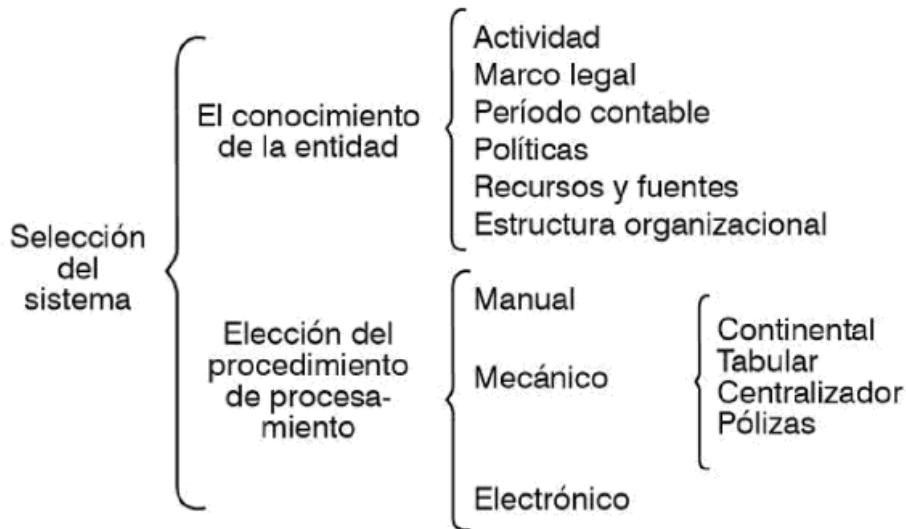 Selección
del
sistema
El conocimiento
de la entidad
Actividad
Marco legal
Período contable
Políticas
Recursos y fuentes
Estructura organizacional
Elección del
procedimiento
de procesa-
miento
Manual
Mecánico
Electrónico
Continental
Tabular
Centralizador
Pólizas